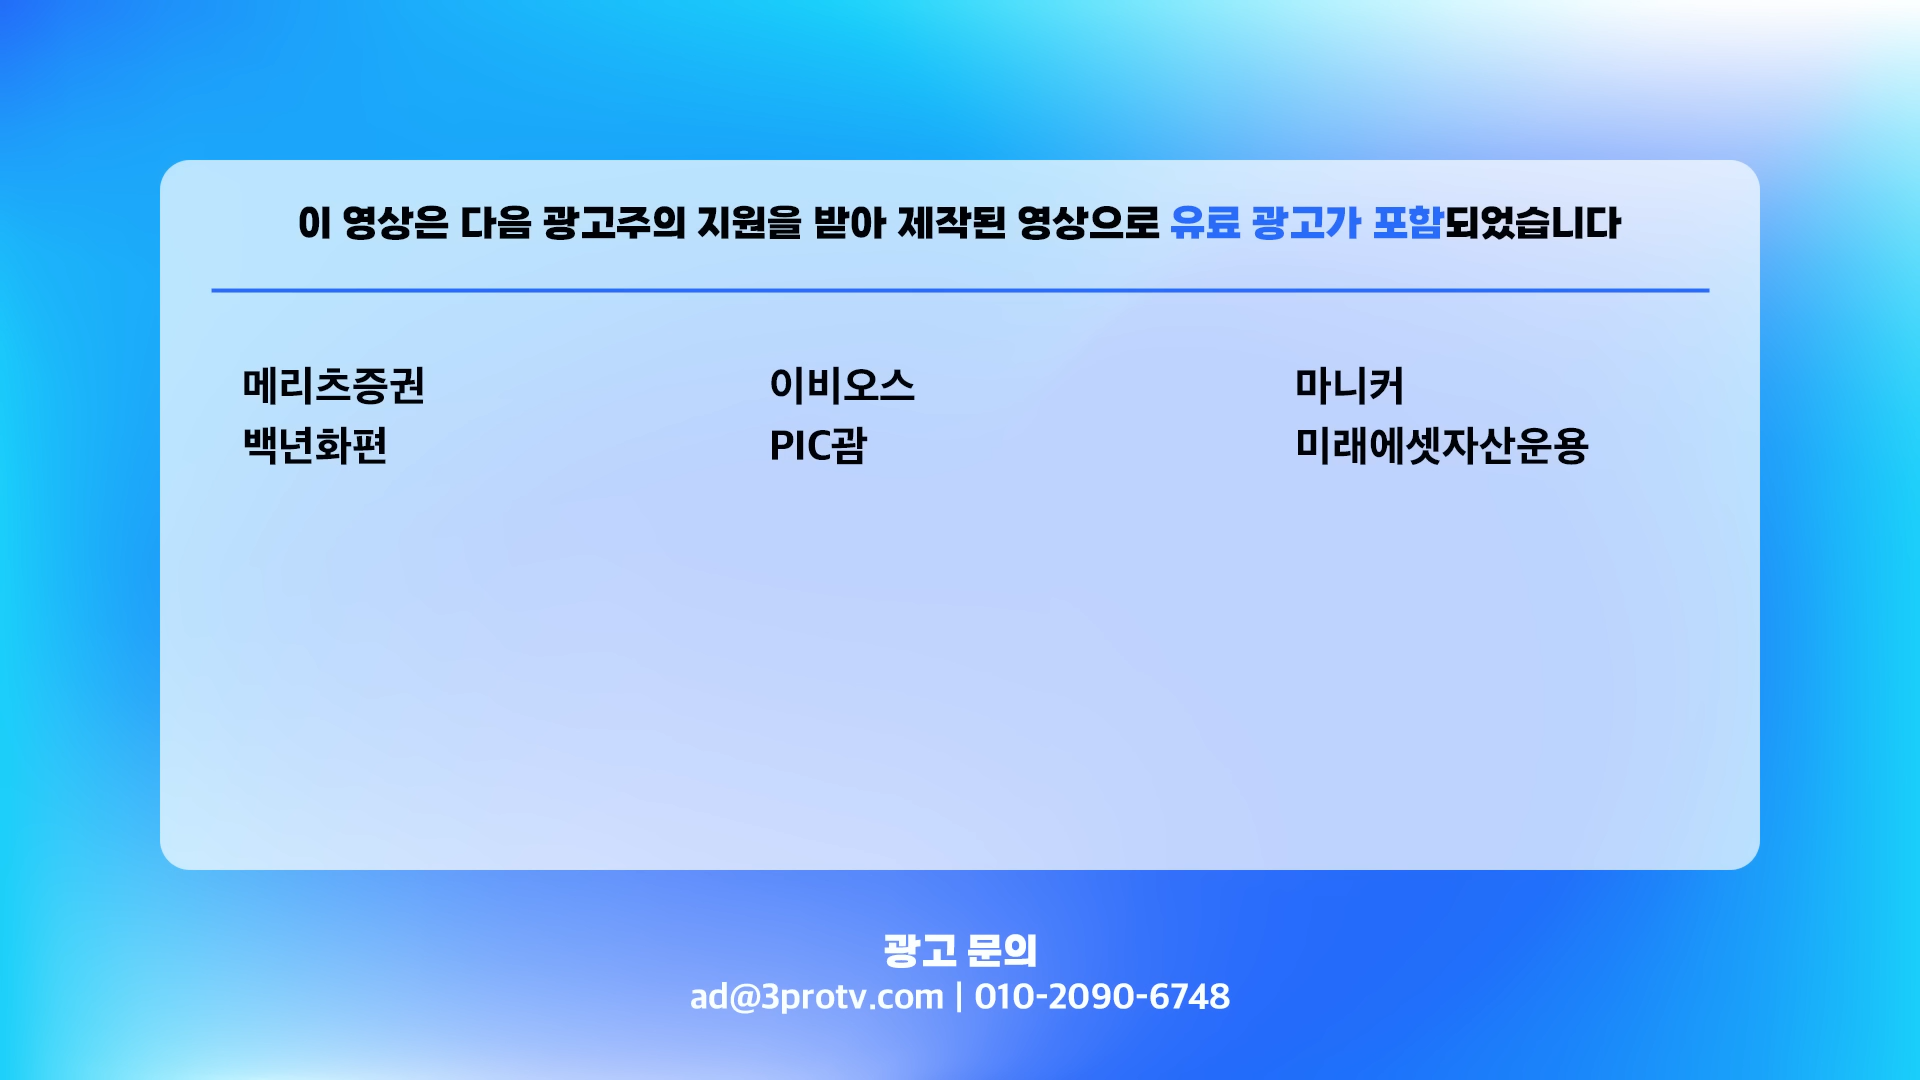 이 영상은 다음 광고주의 지원을 받아 제작된 영상으로 유료 광고가 포함되었습니다
메리츠증권 이비오스 마니커
백년화편 PIC괌 미래에셋자산운용
광고 문의
ad@3protv.com | 010-2090-6748